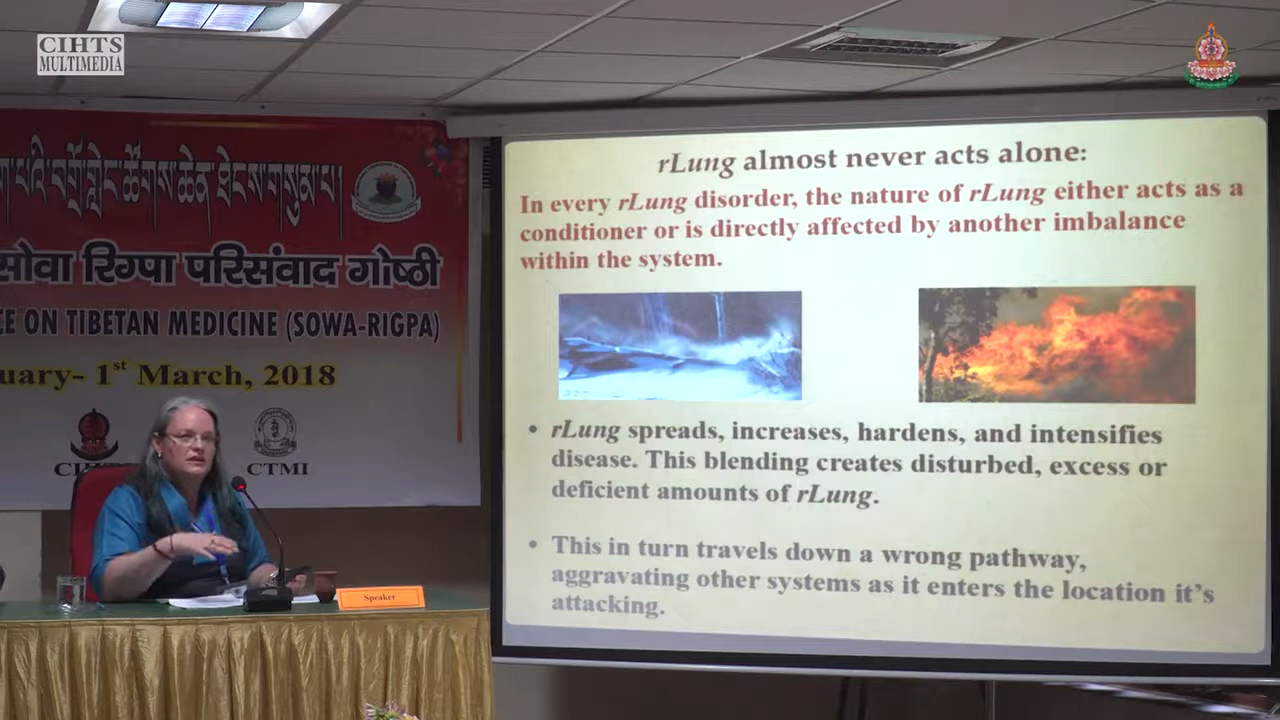 CIHTS
MULTIMEDIA
सोवा रिग्पा परिसंवाद गोष्ठी
CE ON TIBETAN MEDICINE (SOWA-RIGPA)
uary- 1st March, 2018
CTMI
Speaker
rLung almost never acts alone:
In every rLung disorder, the nature of rLung either acts as a
conditioner or is directly affected by another imbalance
within the system.
• rLung spreads, increases, hardens, and intensifies
disease. This blending creates disturbed, excess or
deficient amounts of rLung.
• This in turn travels down a wrong pathway,
aggravating other systems as it enters the location it's
attacking.